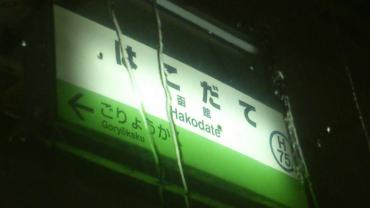 はこだて
函館
Hakodate
H
75
ごりょうかく
Goryōkaku